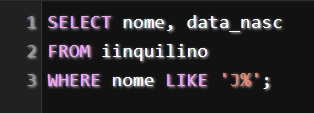 1 SELECT nome, data_nasc
2 FROM iinquilino
3 WHERE nome LIKE 'J%';